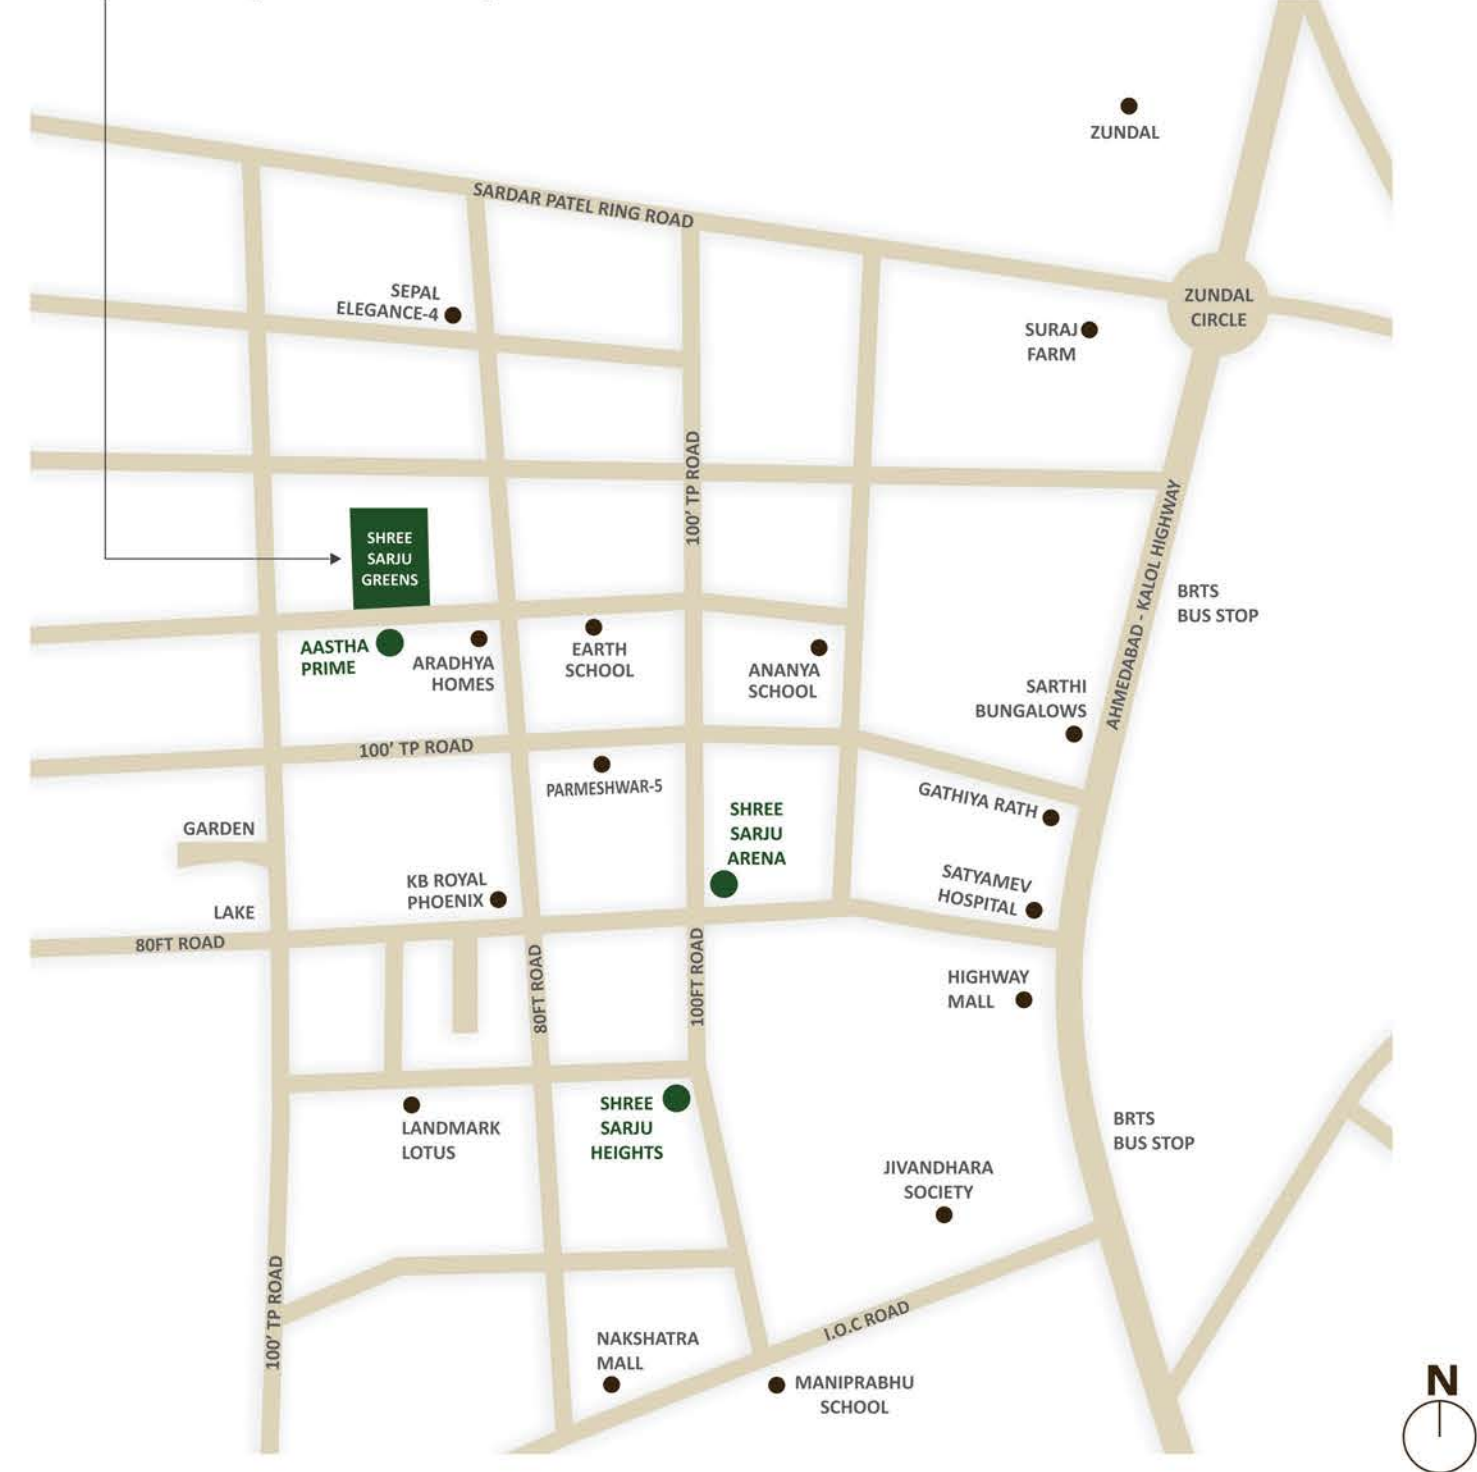 ZUNDAL
SARDAR PATEL RING ROAD
SEPAL
ELEGANCE-4
ZUNDAL
CIRCLE
SURAJ
FARM
100' TP ROAD
AHMEDABAD - KALOL HIGHWAY
SHREE
SARJU
GREENS
BRTS
BUS STOP
AASTHA
PRIME
ARADHYA
HOMES
EARTH
SCHOOL
ANANYA
SCHOOL
SARTHI
BUNGALOWS
100' TP ROAD
PARMESHWAR-5
GATHIYA RATH
SHREE
SARJU
ARENA
GARDEN
KB ROYAL
PHOENIX
SATYAMEV
HOSPITAL
LAKE
80FT ROAD
80FT ROAD
100FT ROAD
HIGHWAY
MALL
LANDMARK
LOTUS
SHREE
SARJU
HEIGHTS
BRTS
BUS STOP
JIVANDHARA
SOCIETY
100' TP ROAD
I.O.C ROAD
NAKSHATRA
MALL
MANIPRABHU
SCHOOL
N